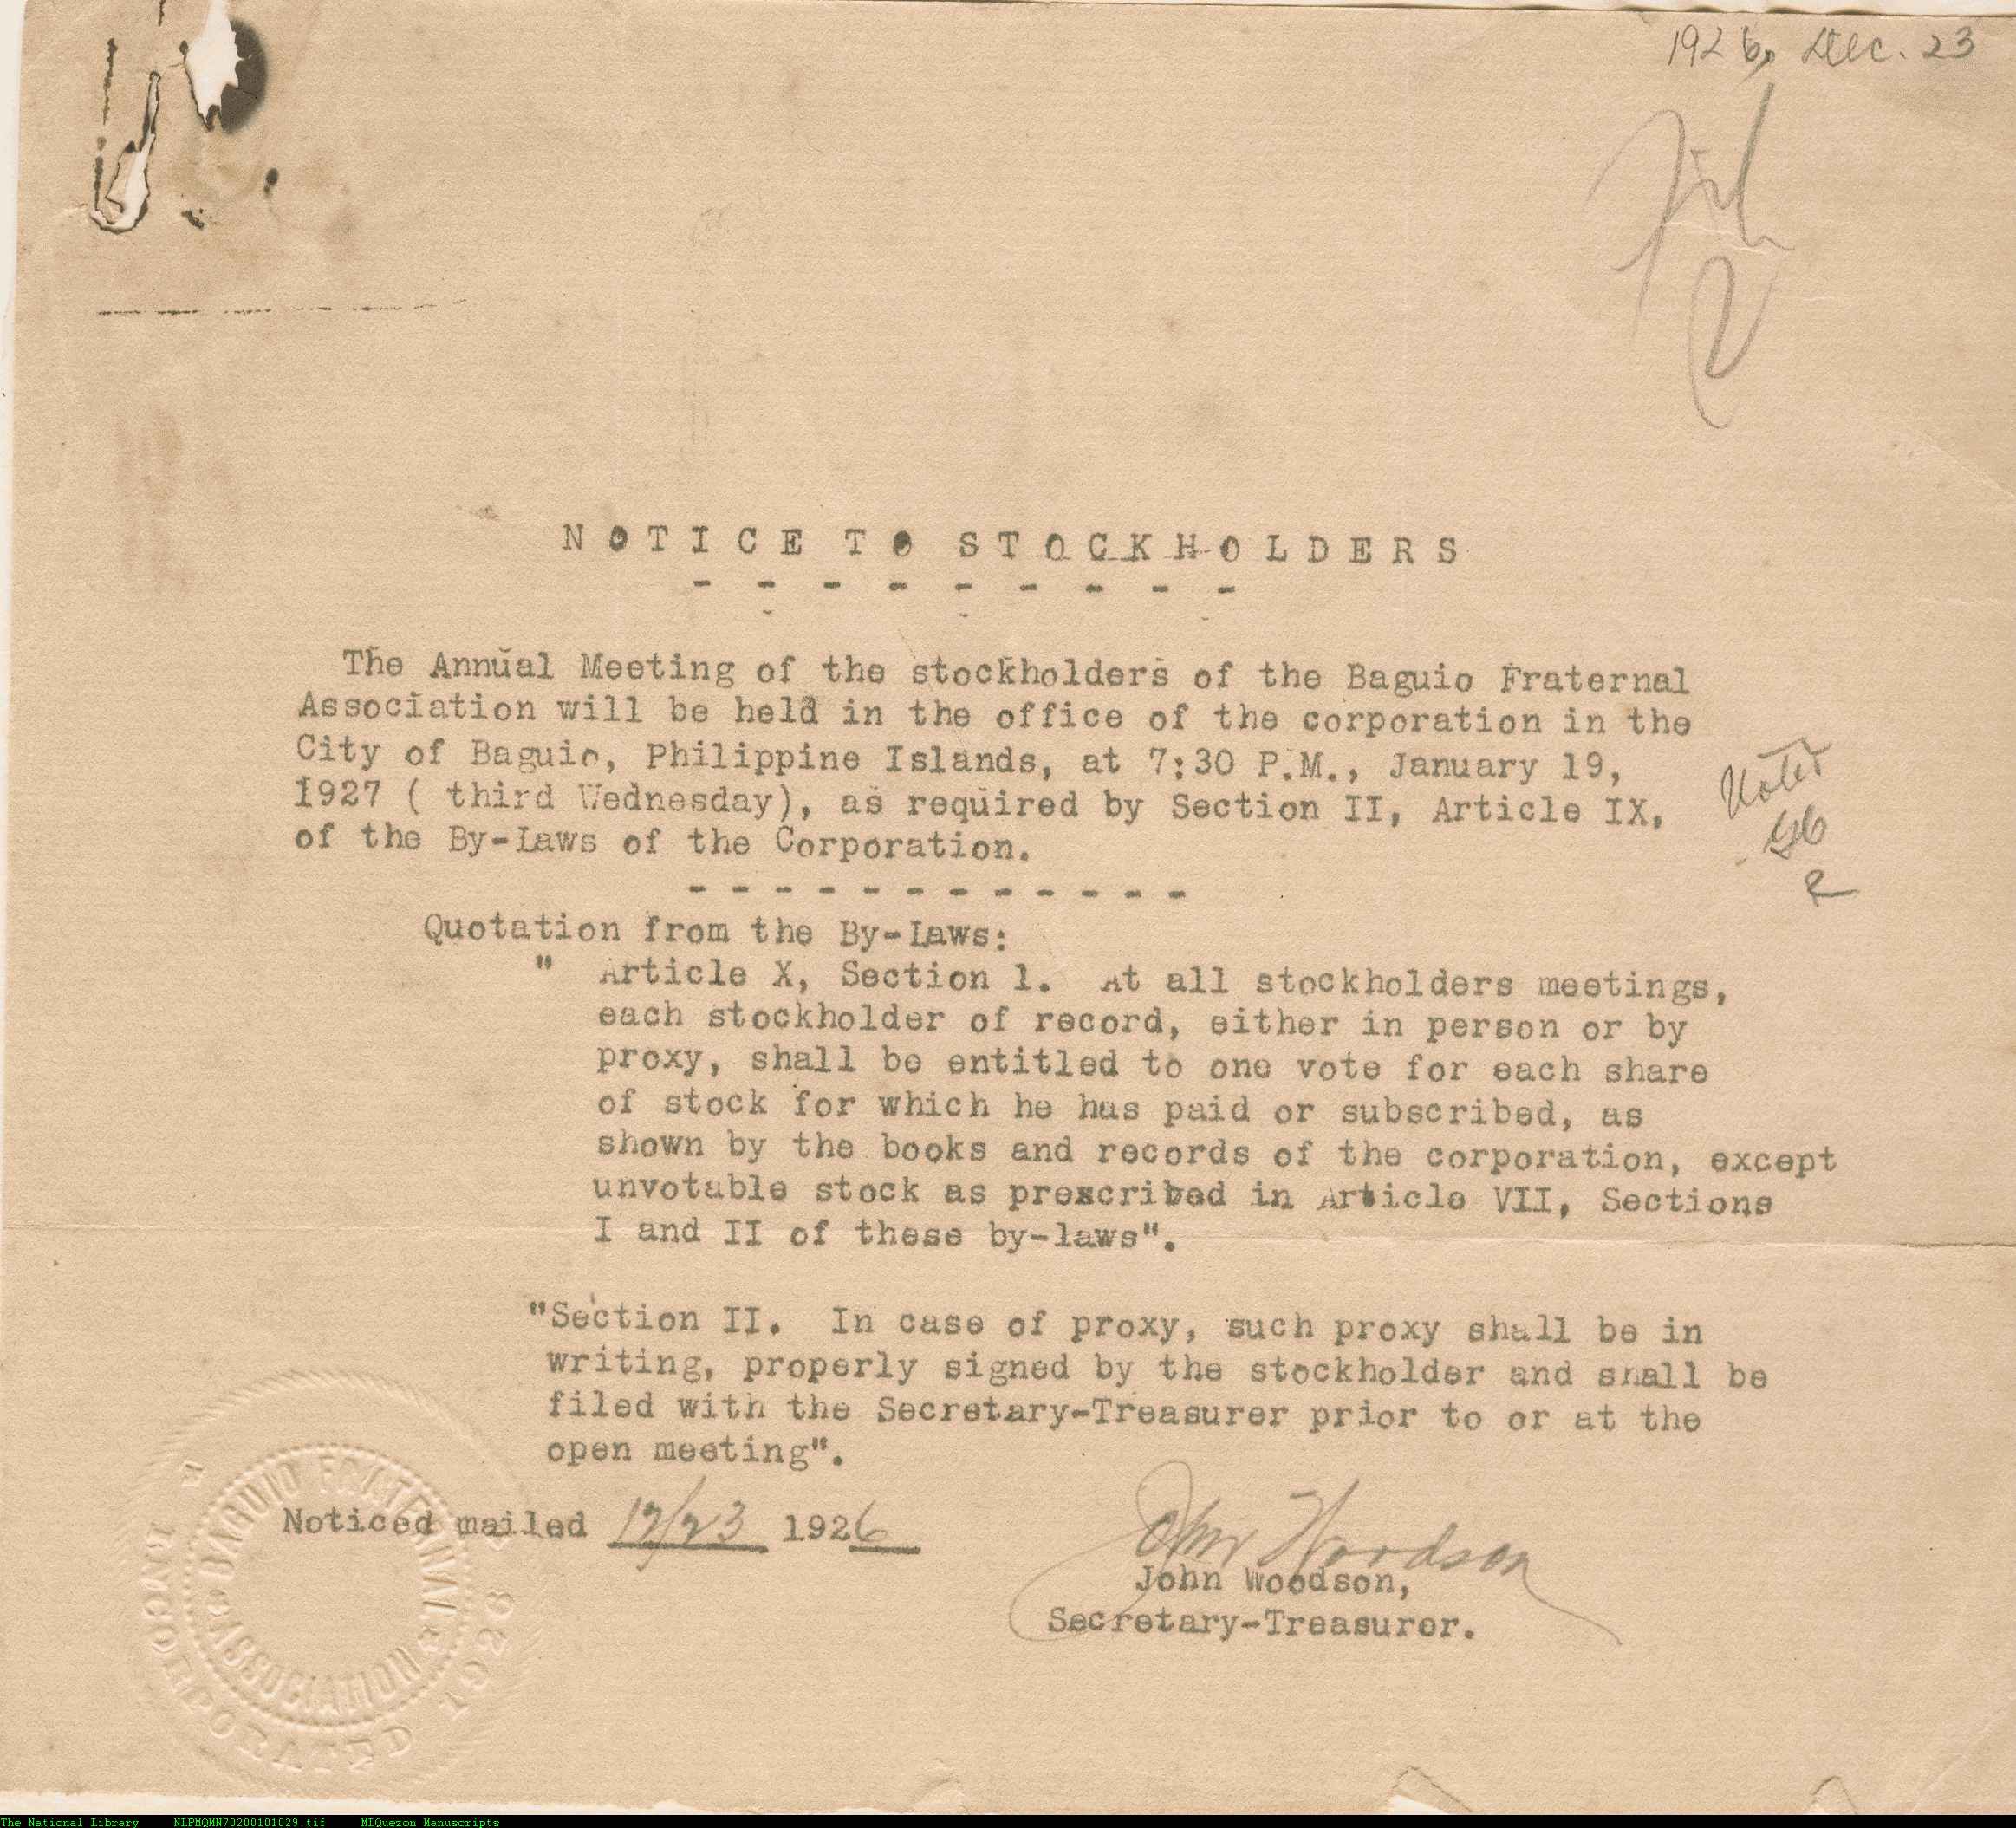 1926, Dec. 23
N O T I C E  T O  S T O C K H O L D E R S
- - - - - - - - -
The Annual Meeting of the stockholders of the Baguio Fraternal
Association will be held in the office of the corporation in the
City of Baguio, Philippine Islands, at 7:30 P.M., January 19,
1927 ( third Wednesday), as required by Section II, Article IX,
of the By-Laws of the Corporation.
- - - - - - - - - - - -
Quotation from the By-Laws:
" Article X, Section 1. At all stockholders meetings,
each stockholder of record, either in person or by
proxy, shall be entitled to one vote for each share
of stock for which he has paid or subscribed, as
shown by the books and records of the corporation, except
unvotable stock as prescribed in Article VII, Sections
I and II of these by-laws".
"Section II. In case of proxy, such proxy shall be in
writing, properly signed by the stockholder and shall be
filed with the Secretary-Treasurer prior to or at the
open meeting".
Noticed mailed 12/23 1926
John Woodson
John Woodson,
Secretary-Treasurer.
BAGUIO FRATERNAL
ASSOCIATION
INCORPORATED 1926
The National Library NLPMQMN70200101029.tif MLQuezon Manuscripts